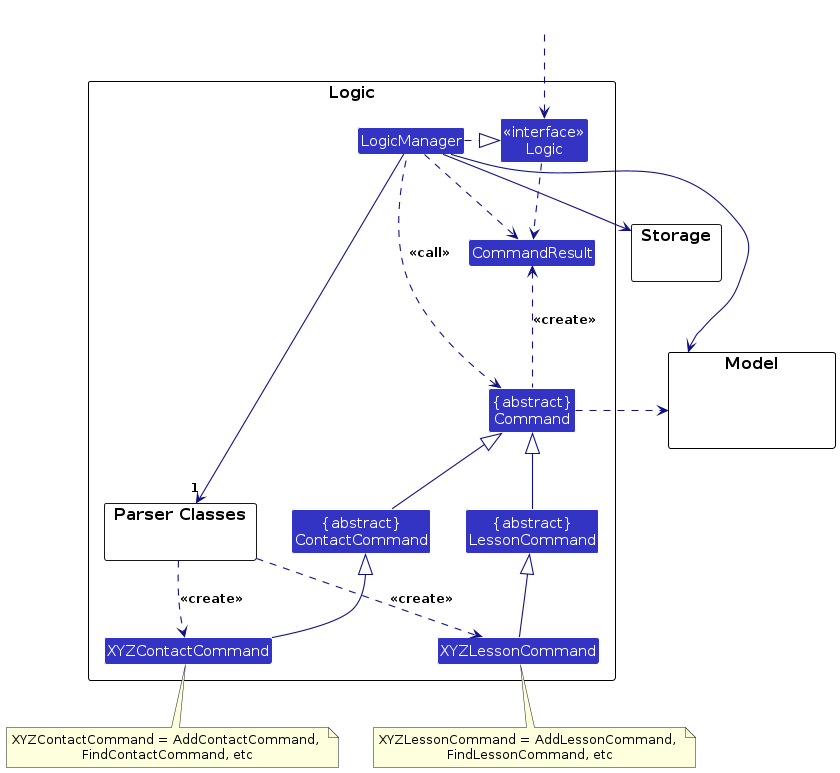 Logic
LogicManager
«interface»
Logic
Storage
CommandResult
«call»
«create»
Model
{abstract}
Command
1
Parser Classes
{abstract}
ContactCommand
{abstract}
LessonCommand
«create»
«create»
XYZContactCommand
XYZLessonCommand
XYZContactCommand = AddContactCommand,
FindContactCommand, etc
XYZLessonCommand = AddLessonCommand,
FindLessonCommand, etc